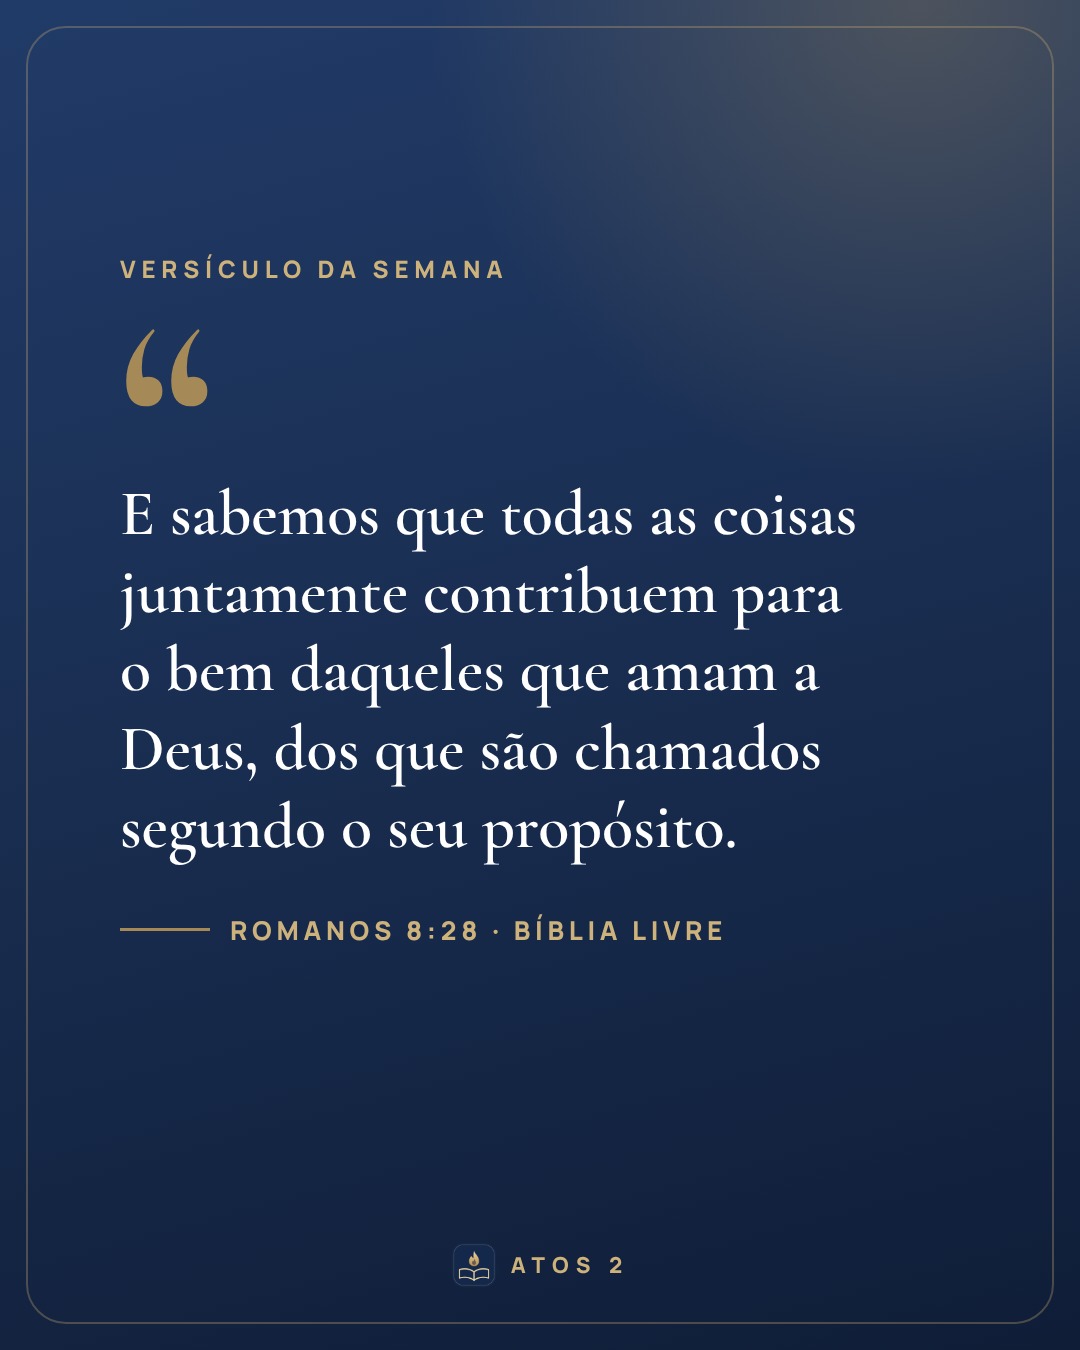 VERSÍCULO DA SEMANA
“
E sabemos que todas as coisas
juntamente contribuem para
o bem daqueles que amam a
Deus, dos que são chamados
segundo o seu propósito.
ROMANOS 8:28 · BÍBLIA LIVRE
ATOS 2